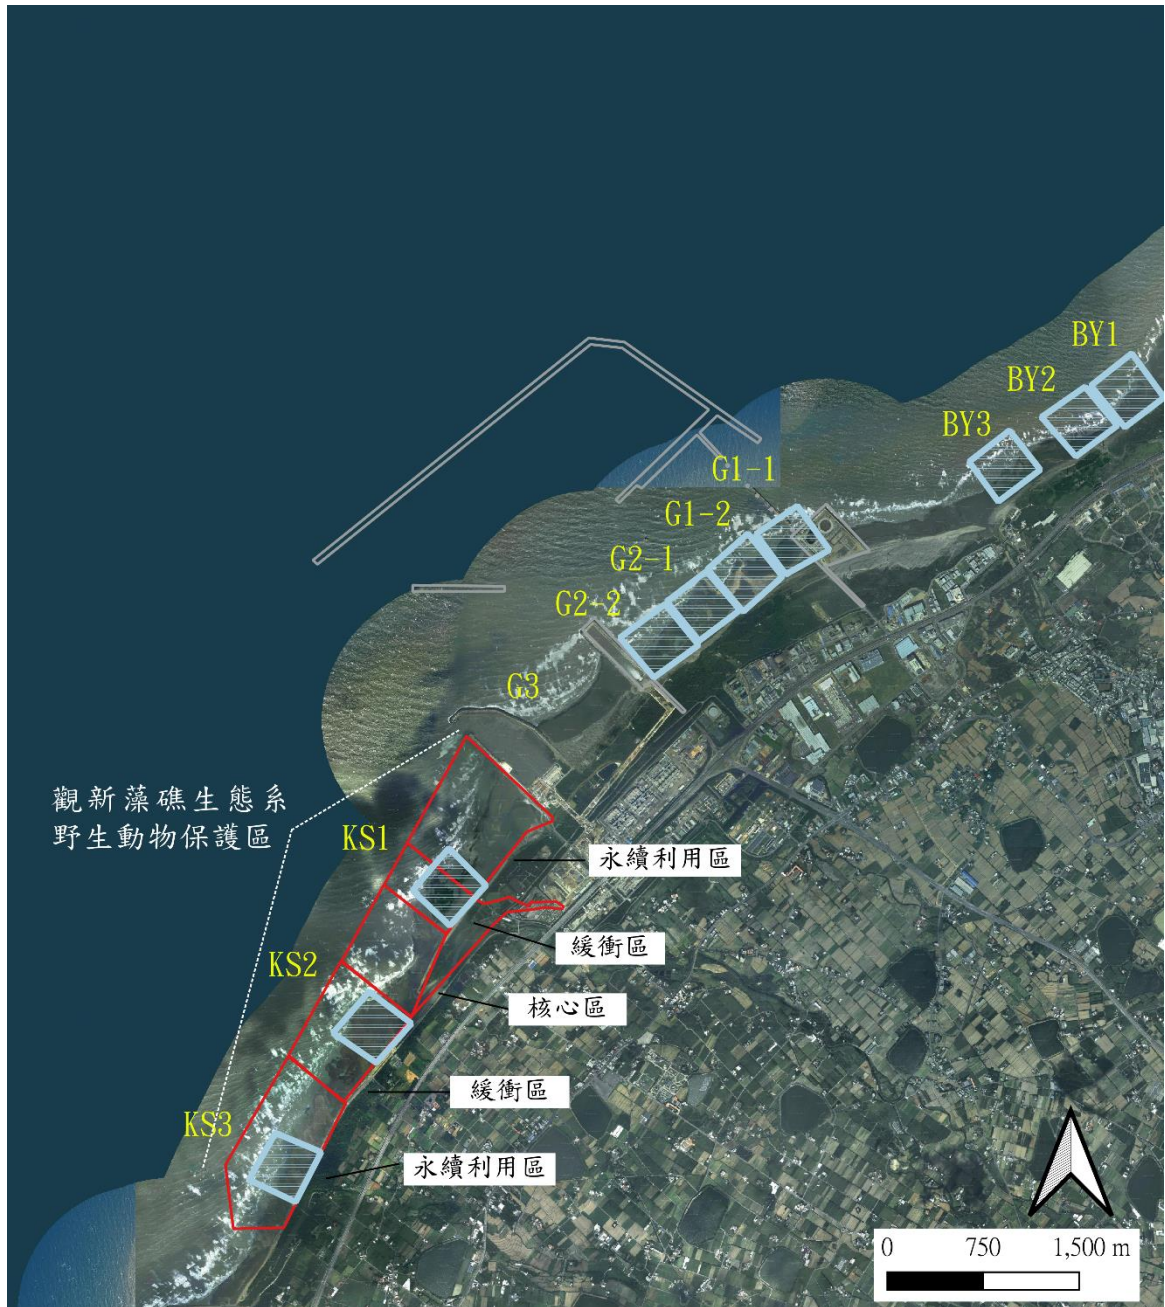 BY1
BY2
BY3
G1-1
G1-2
G2-1
G2-2
G3
觀新藻礁生態系
野生動物保護區
KS1
永續利用區
緩衝區
KS2
核心區
緩衝區
KS3
永續利用區
0 750 1,500 m